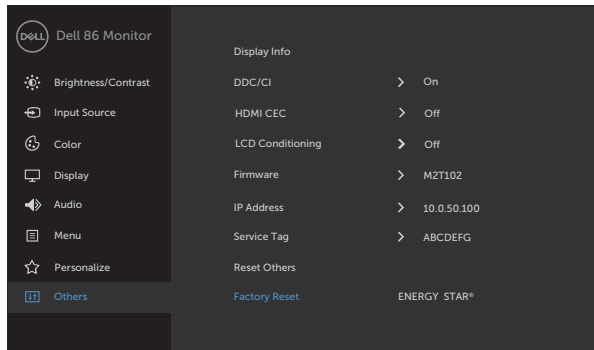 DELL Dell 86 Monitor
Display Info
Brightness/Contrast DDC/CI On
Input Source HDMI CEC Off
Color LCD Conditioning Off
Display Firmware M2T102
Audio IP Address 10.0.50.100
Menu Service Tag ABCDEFG
Personalize Reset Others
Others Factory Reset ENERGY STAR®